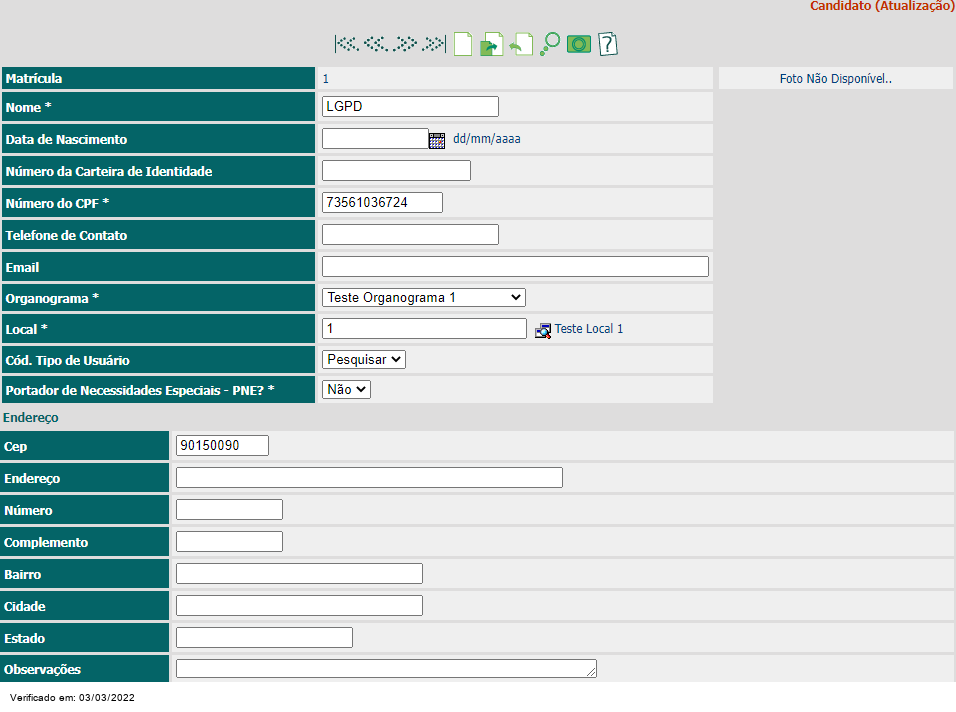 Candidato (Atualização)
Matrícula 1 Foto Não Disponível..
Nome * LGPD
Data de Nascimento dd/mm/aaaa
Número da Carteira de Identidade
Número do CPF * 73561036724
Telefone de Contato
Email
Organograma * Teste Organograma 1
Local * 1 Teste Local 1
Cód. Tipo de Usuário Pesquisar
Portador de Necessidades Especiais - PNE? * Não
Endereço
Cep 90150090
Endereço
Número
Complemento
Bairro
Cidade
Estado
Observações
Verificado em: 03/03/2022